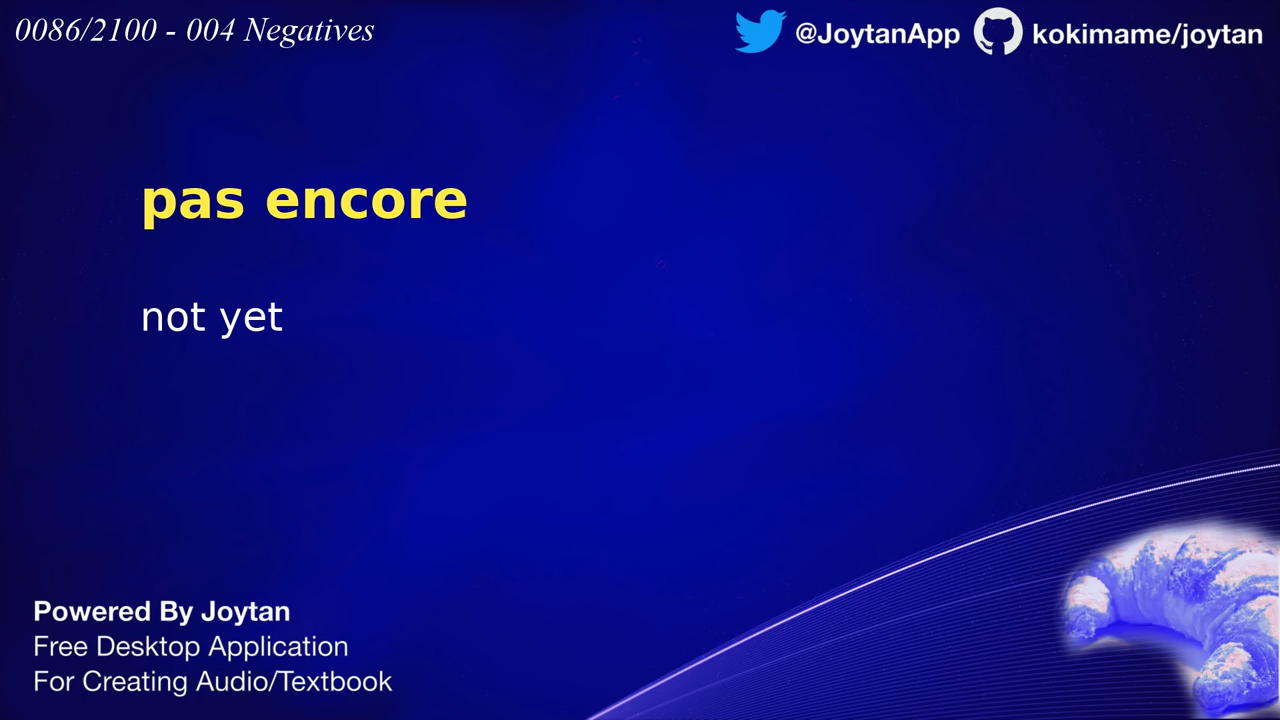 0086/2100 - 004 Negatives
@JoytanApp
kokimame/joytan
pas encore
not yet
Powered By Joytan
Free Desktop Application
For Creating Audio/Textbook